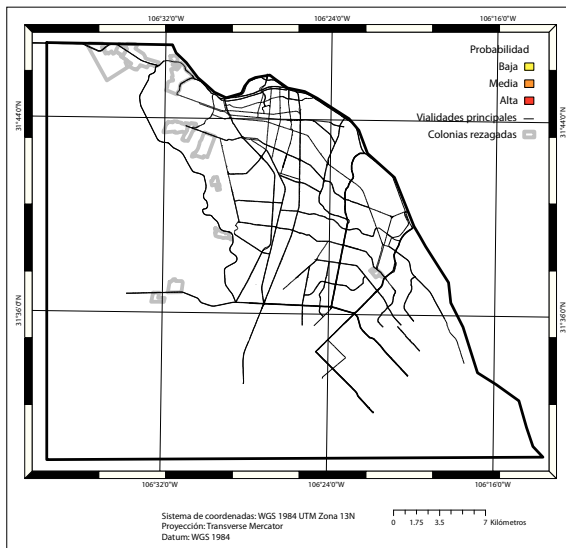 106°32'0"W 106°24'0"W 106°16'0"W
Probabilidad
Baja
Media
Alta
Vialidades principales
Colonias rezagadas
31°44'0"N
31°44'0"N
31°36'0"N
31°36'0"N
106°32'0"W 106°24'0"W 106°16'0"W
Sistema de coordenadas: WGS 1984 UTM Zona 13N
Proyección: Transverse Mercator
Datum: WGS 1984
0 1.75 3.5 7 Kilómtros